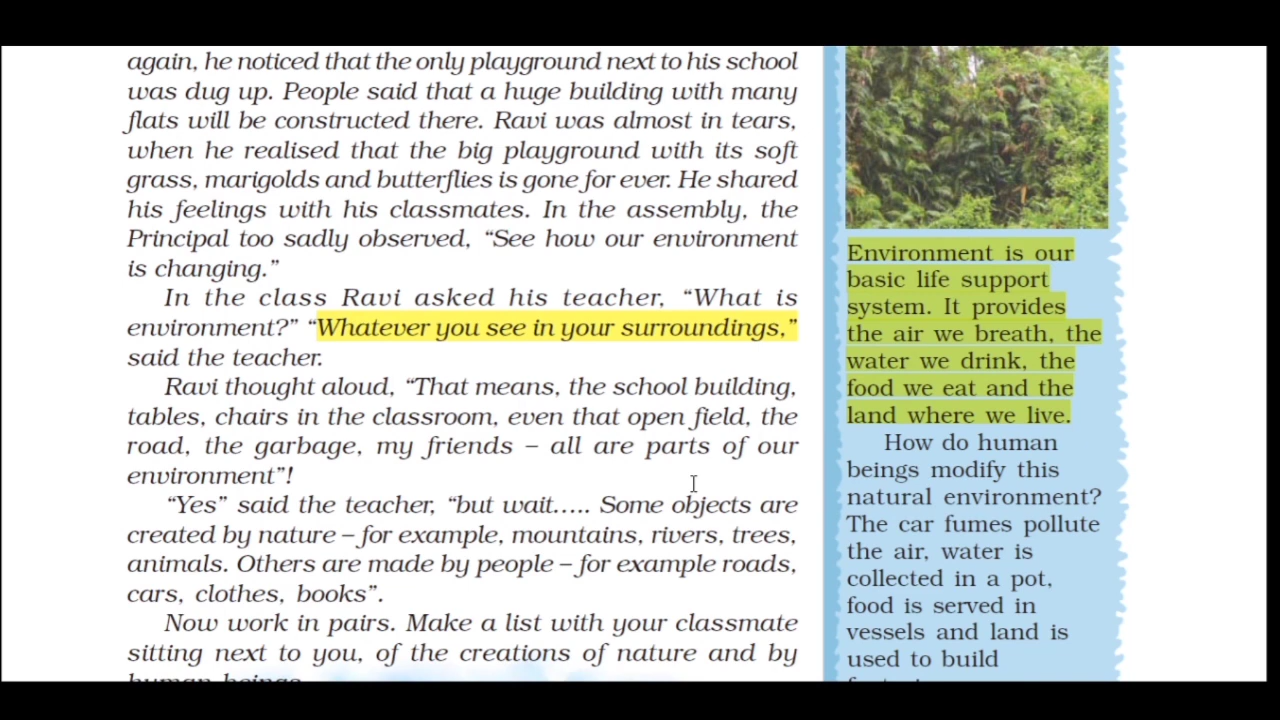 again, he noticed that the only playground next to his school
was dug up. People said that a huge building with many
flats will be constructed there. Ravi was almost in tears,
when he realised that the big playground with its soft
grass, marigolds and butterflies is gone for ever. He shared
his feelings with his classmates. In the assembly, the
Principal too sadly observed, “See how our environment
is changing.”
In the class Ravi asked his teacher, “What is
environment?” “Whatever you see in your surroundings,”
said the teacher.
Ravi thought aloud, “That means, the school building,
tables, chairs in the classroom, even that open field, the
road, the garbage, my friends – all are parts of our
environment”!
“Yes” said the teacher, “but wait….. Some objects are
created by nature – for example, mountains, rivers, trees,
animals. Others are made by people – for example roads,
cars, clothes, books”.
Now work in pairs. Make a list with your classmate
sitting next to you, of the creations of nature and by
Environment is our
basic life support
system. It provides
the air we breath, the
water we drink, the
food we eat and the
land where we live.
How do human
beings modify this
natural environment?
The car fumes pollute
the air, water is
collected in a pot,
food is served in
vessels and land is
used to build